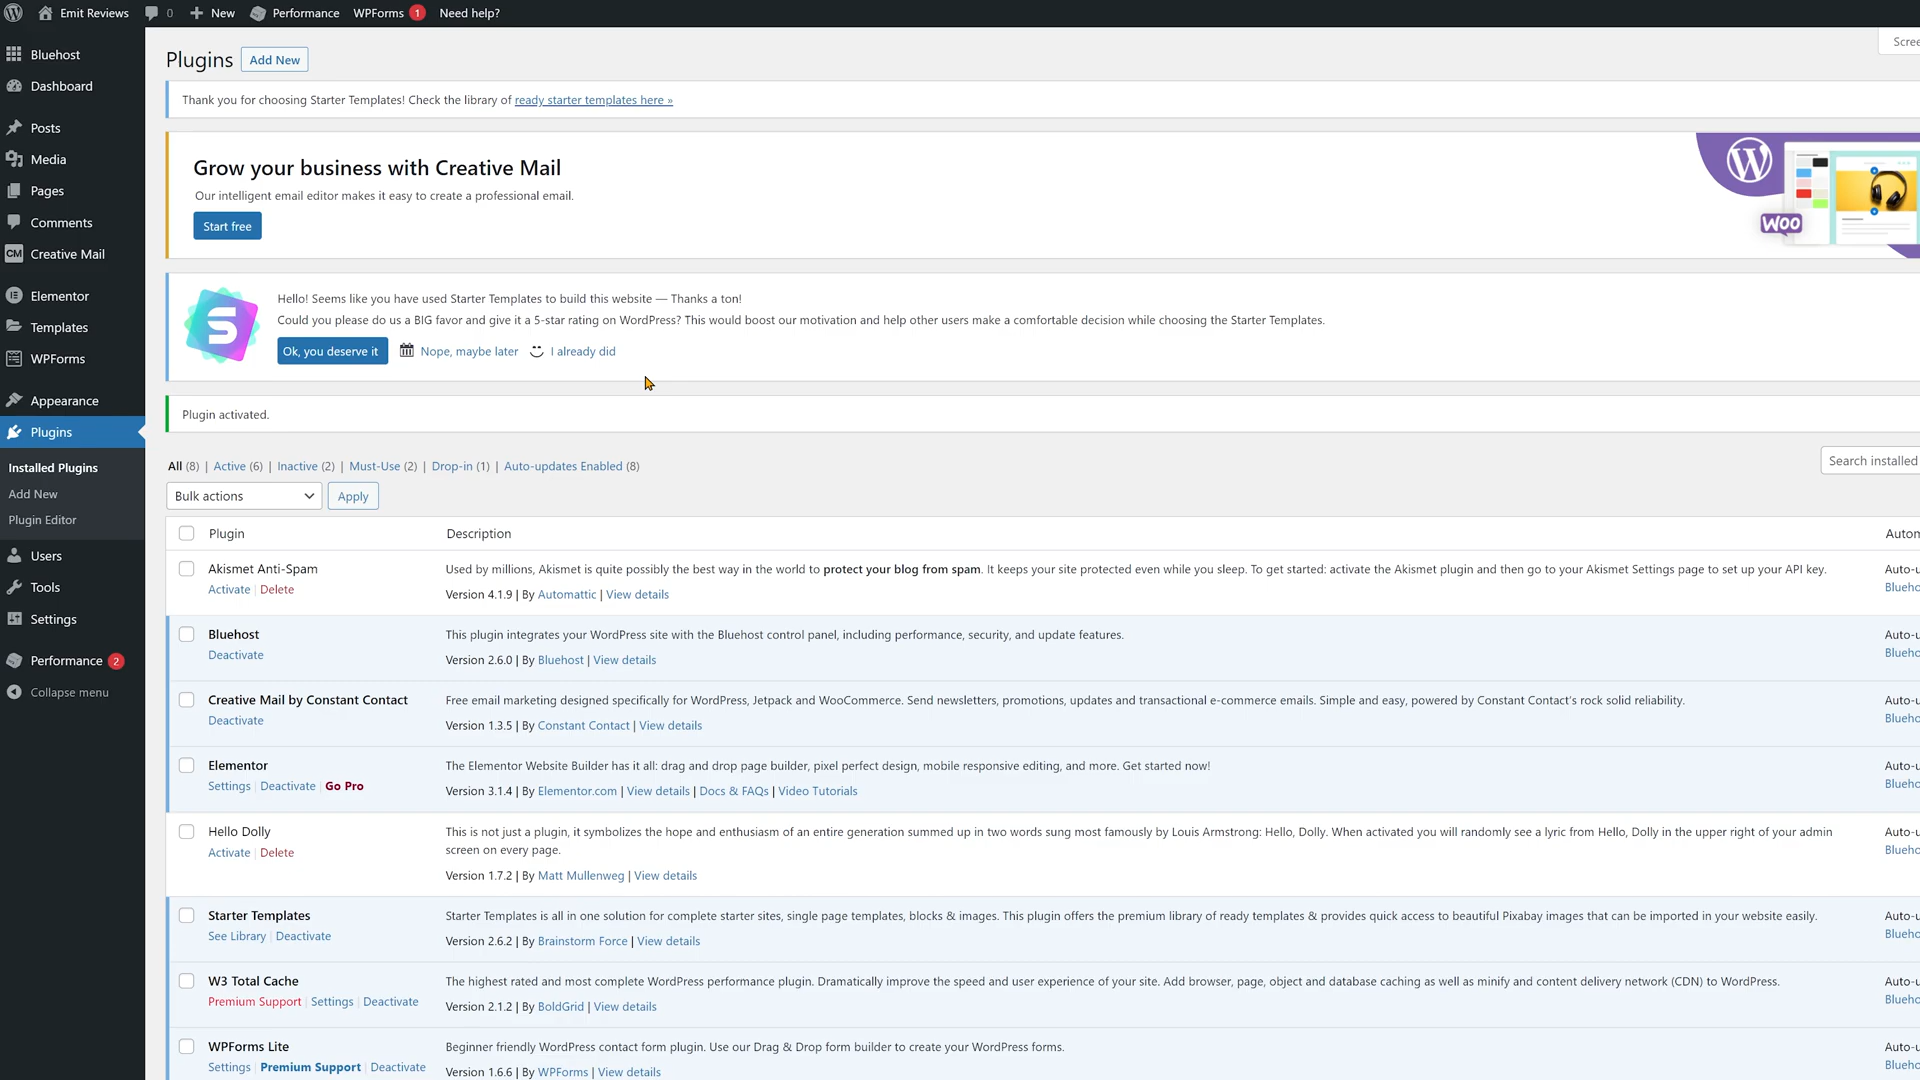 Emit Reviews 0 New Performance WPForms 1 Need help?
Bluehost
Dashboard
Posts
Media
Pages
Comments
CM Creative Mail
Elementor
Templates
WPForms
Appearance
Plugins
Installed Plugins
Add New
Plugin Editor
Users
Tools
Settings
Performance 2
Collapse menu
Scree
Plugins Add New
Thank you for choosing Starter Templates! Check the library of ready starter templates here »
Grow your business with Creative Mail
Our intelligent email editor makes it easy to create a professional email.
Start free
WOO
Hello! Seems like you have used Starter Templates to build this website — Thanks a ton!
Could you please do us a BIG favor and give it a 5-star rating on WordPress? This would boost our motivation and help other users make a comfortable decision while choosing the Starter Templates.
Ok, you deserve it Nope, maybe later I already did
Plugin activated.
All (8) | Active (6) | Inactive (2) | Must-Use (2) | Drop-in (1) | Auto-updates Enabled (8)
Search installed
Bulk actions Apply
Plugin Description Autom
Akismet Anti-Spam Used by millions, Akismet is quite possibly the best way in the world to protect your blog from spam. It keeps your site protected even while you sleep. To get started: activate the Akismet plugin and then go to your Akismet Settings page to set up your API key. Auto-u
Activate | Delete Version 4.1.9 | By Automattic | View details Blueho
Bluehost This plugin integrates your WordPress site with the Bluehost control panel, including performance, security, and update features. Auto-u
Deactivate Version 2.6.0 | By Bluehost | View details Blueho
Creative Mail by Constant Contact Free email marketing designed specifically for WordPress, Jetpack and WooCommerce. Send newsletters, promotions, updates and transactional e-commerce emails. Simple and easy, powered by Constant Contact's rock solid reliability. Auto-u
Deactivate Version 1.3.5 | By Constant Contact | View details Blueho
Elementor The Elementor Website Builder has it all: drag and drop page builder, pixel perfect design, mobile responsive editing, and more. Get started now! Auto-u
Settings | Deactivate | Go Pro Version 3.1.4 | By Elementor.com | View details | Docs & FAQs | Video Tutorials Blueho
Hello Dolly This is not just a plugin, it symbolizes the hope and enthusiasm of an entire generation summed up in two words sung most famously by Louis Armstrong: Hello, Dolly. When activated you will randomly see a lyric from Hello, Dolly in the upper right of your admin Auto-u
Activate | Delete screen on every page. Blueho
Version 1.7.2 | By Matt Mullenweg | View details
Starter Templates Starter Templates is all in one solution for complete starter sites, single page templates, blocks & images. This plugin offers the premium library of ready templates & provides quick access to beautiful Pixabay images that can be imported in your website easily. Auto-u
See Library | Deactivate Version 2.6.2 | By Brainstorm Force | View details Blueho
W3 Total Cache The highest rated and most complete WordPress performance plugin. Dramatically improve the speed and user experience of your site. Add browser, page, object and database caching as well as minify and content delivery network (CDN) to WordPress. Auto-u
Premium Support | Settings | Deactivate Version 2.1.2 | By BoldGrid | View details Blueho
WPForms Lite Beginner friendly WordPress contact form plugin. Use our Drag & Drop form builder to create your WordPress forms. Auto-u
Settings | Premium Support | Deactivate Version 1.6.6 | By WPForms | View details Blueho